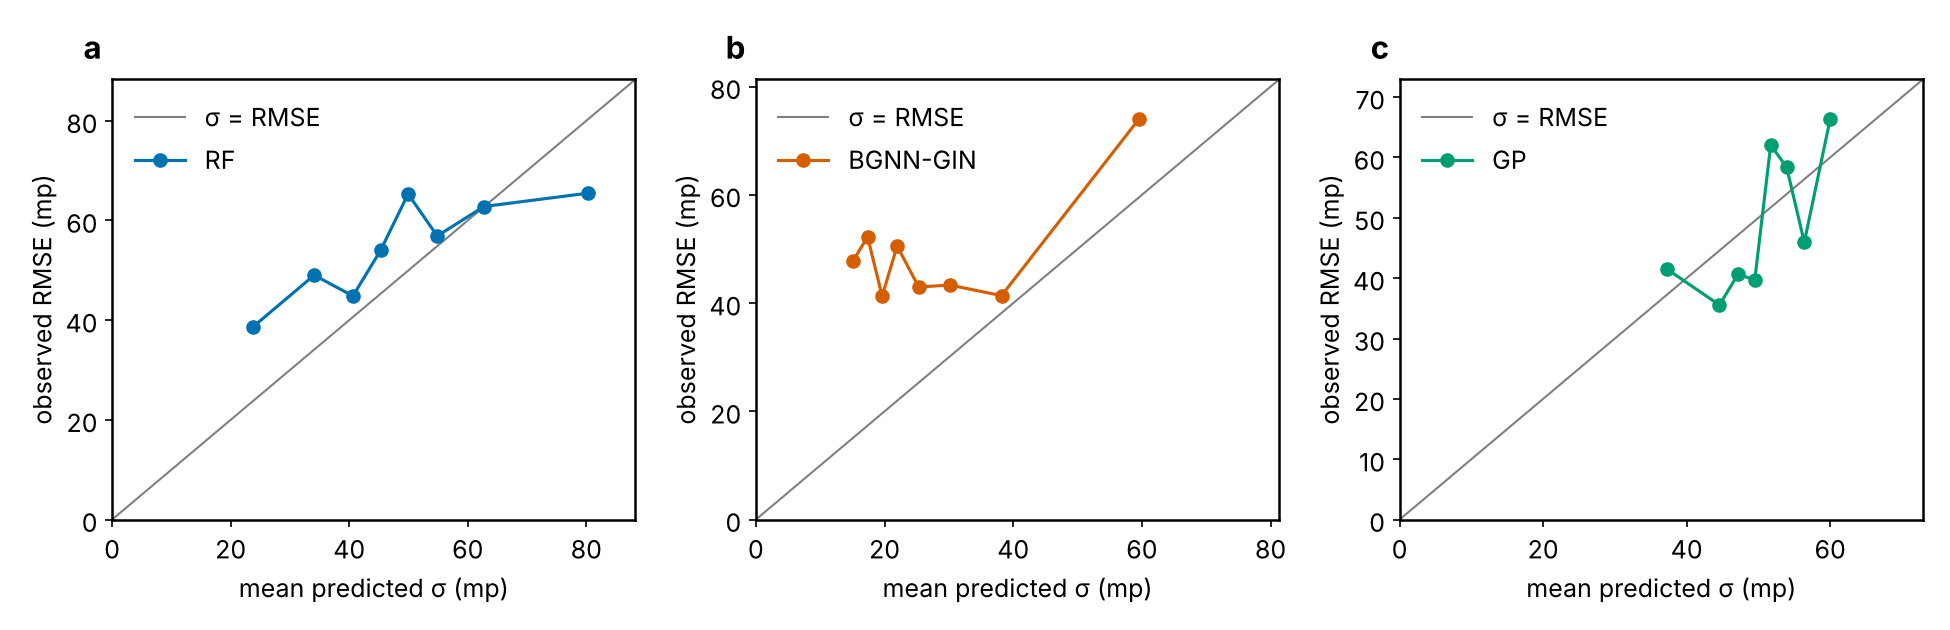 a
σ = RMSE
RF
observed RMSE (mp)
0
20
40
60
80
0
20
40
60
80
mean predicted σ (mp)
b
σ = RMSE
BGNN-GIN
observed RMSE (mp)
0
20
40
60
80
0
20
40
60
80
mean predicted σ (mp)
c
σ = RMSE
GP
observed RMSE (mp)
0
10
20
30
40
50
60
70
0
20
40
60
mean predicted σ (mp)